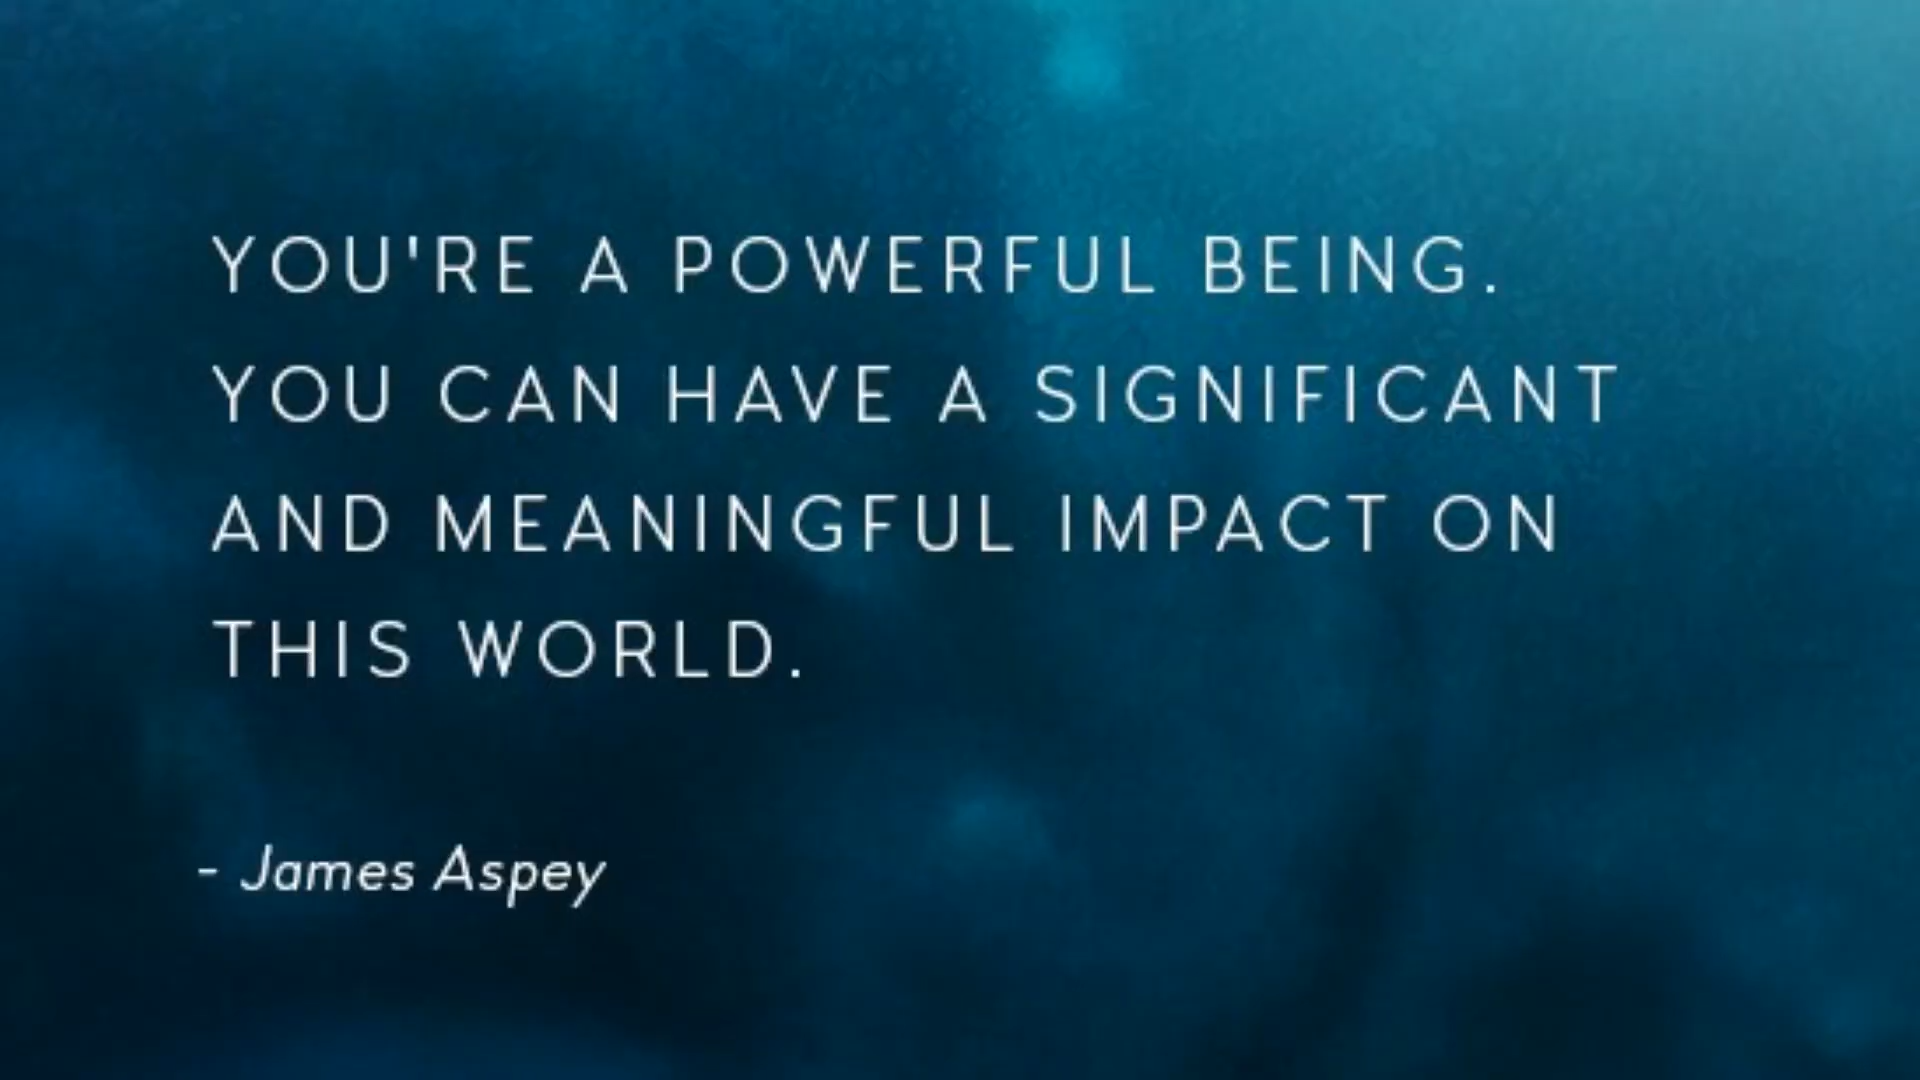 YOU'RE A POWERFUL BEING.
YOU CAN HAVE A SIGNIFICANT
AND MEANINGFUL IMPACT ON
THIS WORLD.
- James Aspey